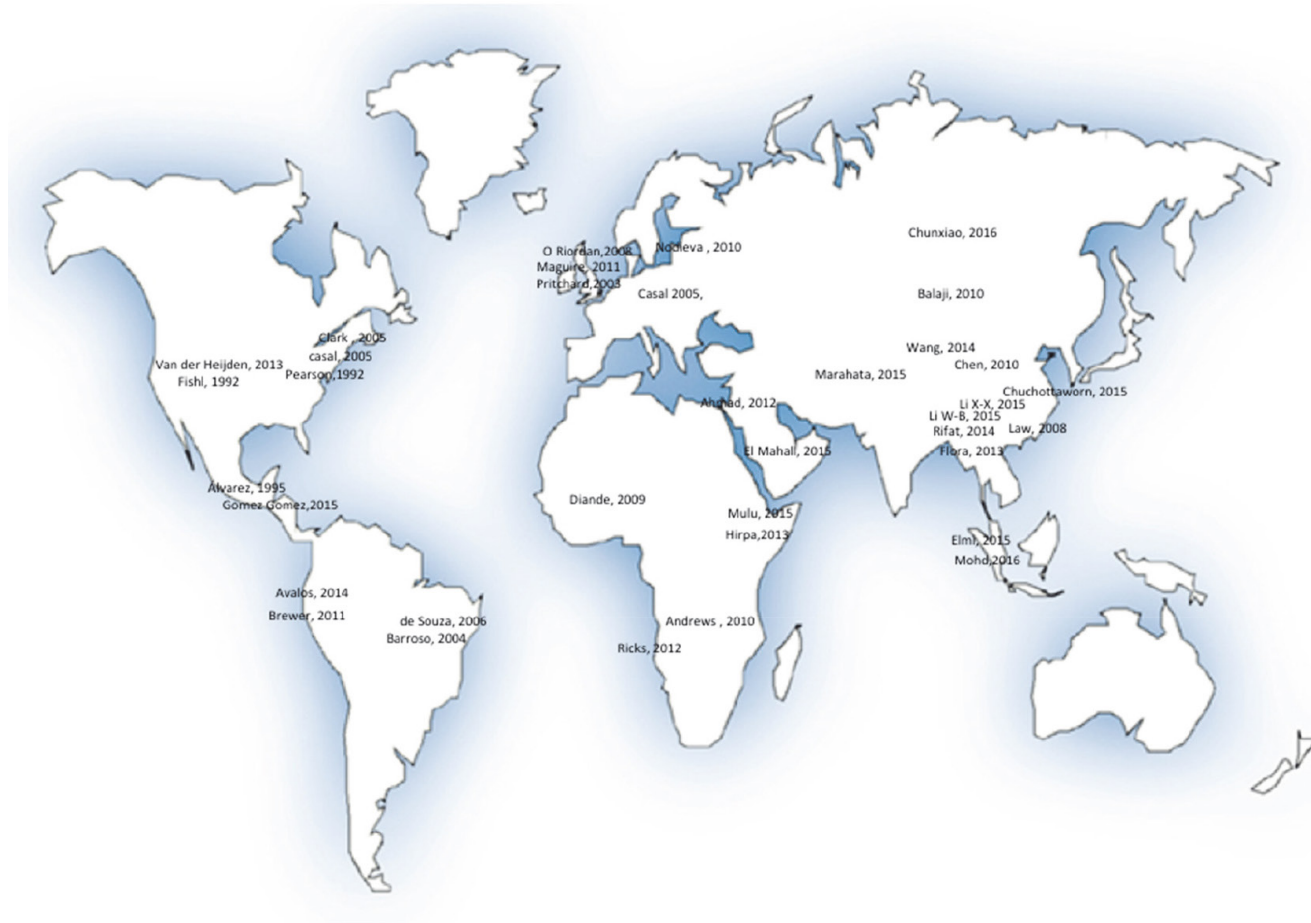 Chunxiao, 2016
O Riordan,2008
Nodieva , 2010
Maguire, 2011
Pritchard,2003
Casal 2005,
Balaji, 2010
Clark , 2005
casal, 2005
Van der Heijden, 2013
Pearson,1992
Fishl, 1992
Wang, 2014
Chen, 2010
Marahata, 2015
Chuchottaworn, 2015
Ahmad, 2012
Li X-X, 2015
Li W-B, 2015
Rifat, 2014
Law, 2008
El Mahall, 2015
Flora, 2013
Alvarez, 1995
Gomez Gomez,2015
Diande, 2009
Mulu, 2015
Hirpa,2013
Elmi, 2015
Mohd,2016
Avalos, 2014
Brewer, 2011
de Souza, 2006
Barroso, 2004
Andrews , 2010
Ricks, 2012